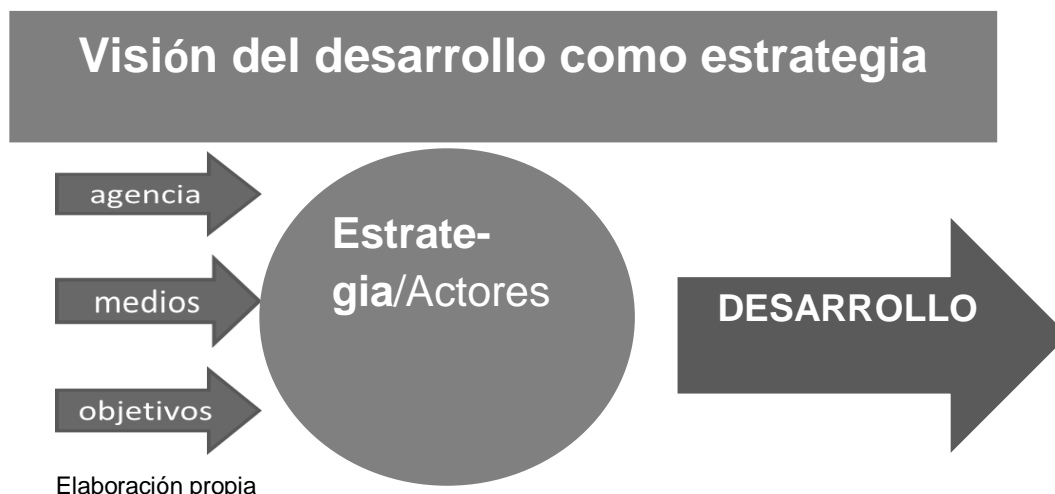 Visión del desarrollo como estrategia
agencia
medios
objetivos
Estrate-
gia/Actores
DESARROLLO
Elaboración propia